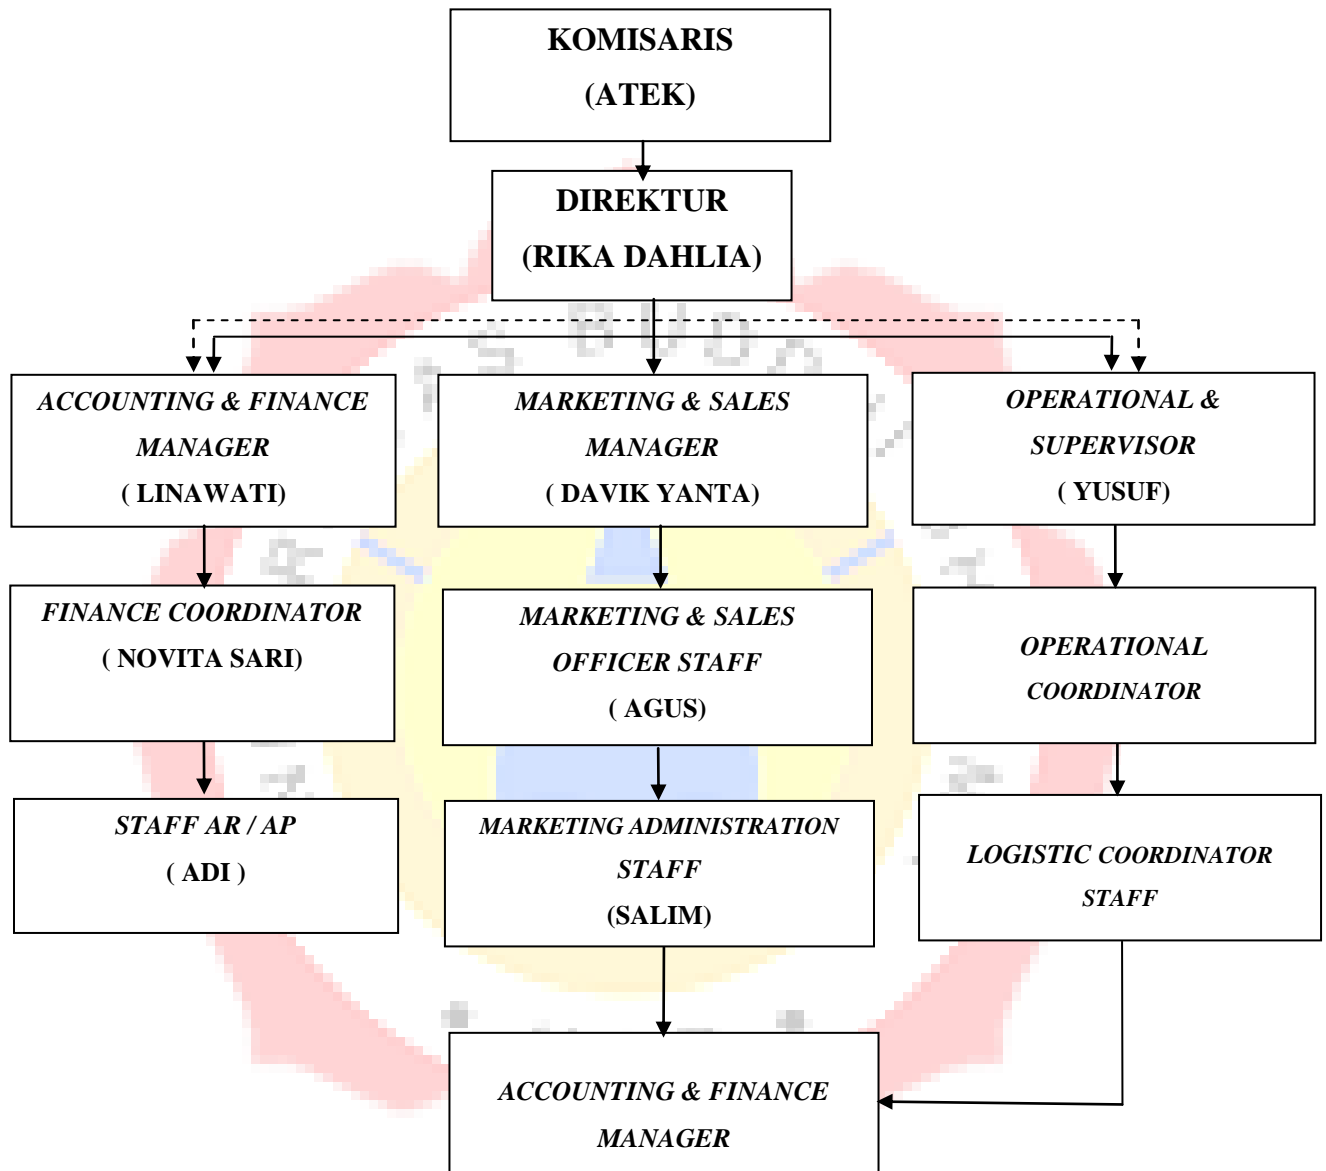 KOMISARIS
(ATEK)
DIREKTUR
(RIKA DAHLIA)
ACCOUNTING & FINANCE
MANAGER
( LINAWATI)
MARKETING & SALES
MANAGER
( DAVIK YANTA)
OPERATIONAL &
SUPERVISOR
( YUSUF)
FINANCE COORDINATOR
( NOVITA SARI)
MARKETING & SALES
OFFICER STAFF
( AGUS)
OPERATIONAL
COORDINATOR
STAFF AR / AP
( ADI )
MARKETING ADMINISTRATION
STAFF
(SALIM)
LOGISTIC COORDINATOR
STAFF
ACCOUNTING & FINANCE
MANAGER